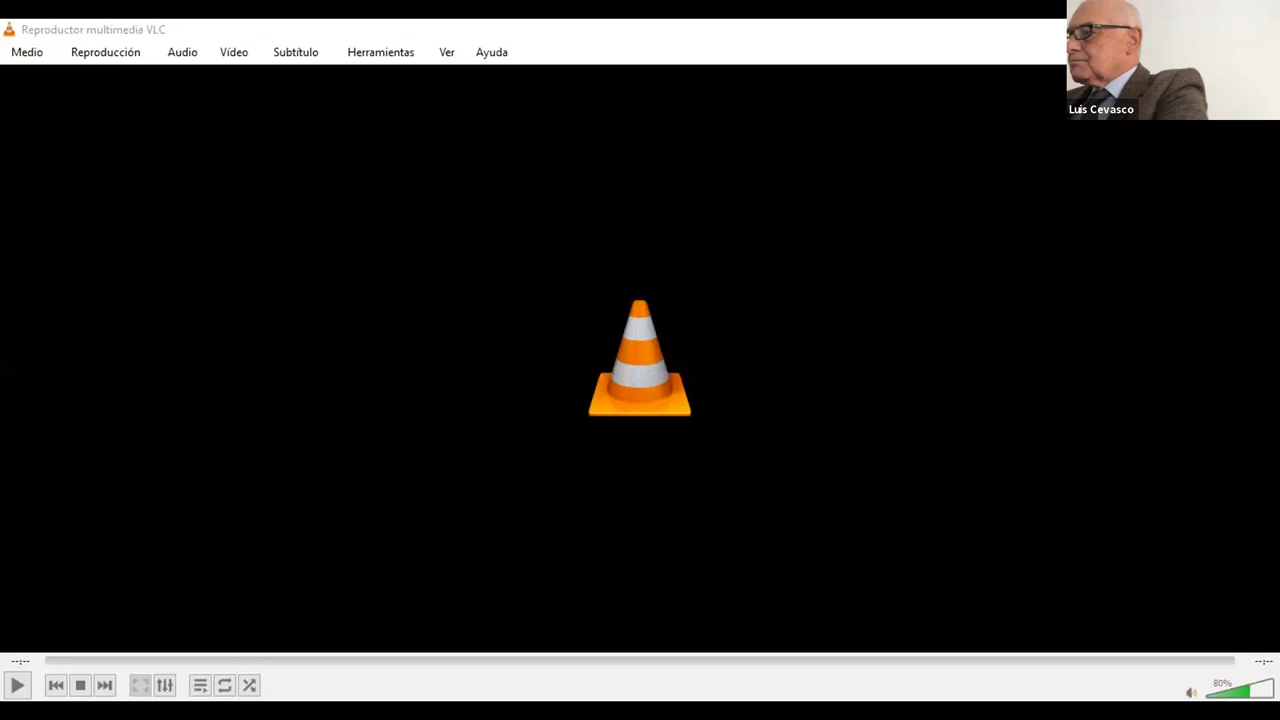 Reproductor multimedia VLC
Medio Reproducción Audio Vídeo Subtítulo Herramientas Ver Ayuda
Luis Cevasco
--:-- --:--
80%